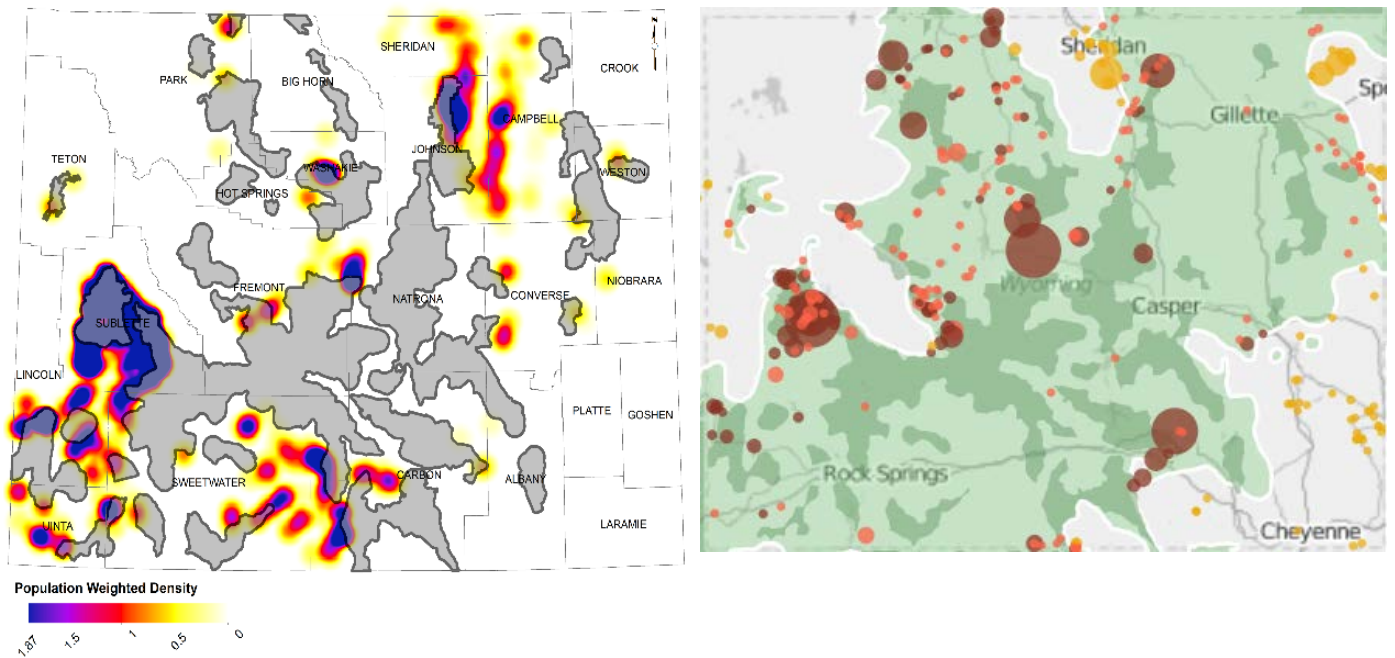 N
SHERIDAN
CROOK
PARK
BIG HORN
CAMPBELL
JOHNSON
TETON
WASHAKIE
WESTON
HOT SPRINGS
FREMONT
NATRONA
CONVERSE
NIOBRARA
SUBLETTE
LINCOLN
PLATTE
GOSHEN
SWEETWATER
CARBON
ALBANY
UINTA
LARAMIE
Population Weighted Density
1.87
1.5
1
0.5
0
Sheridan
Spe
Gillette
Wyoming
Casper
Rock Springs
Cheyenne